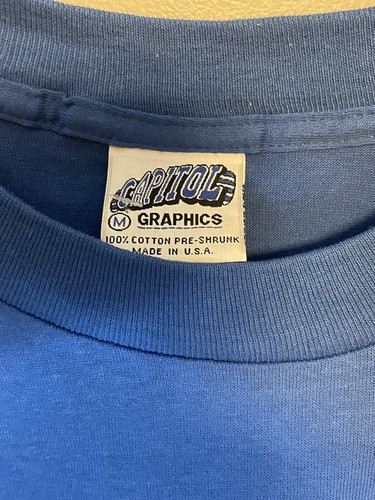 CAPITOL
M GRAPHICS
100% COTTON PRE-SHRUNK
MADE IN U.S.A.